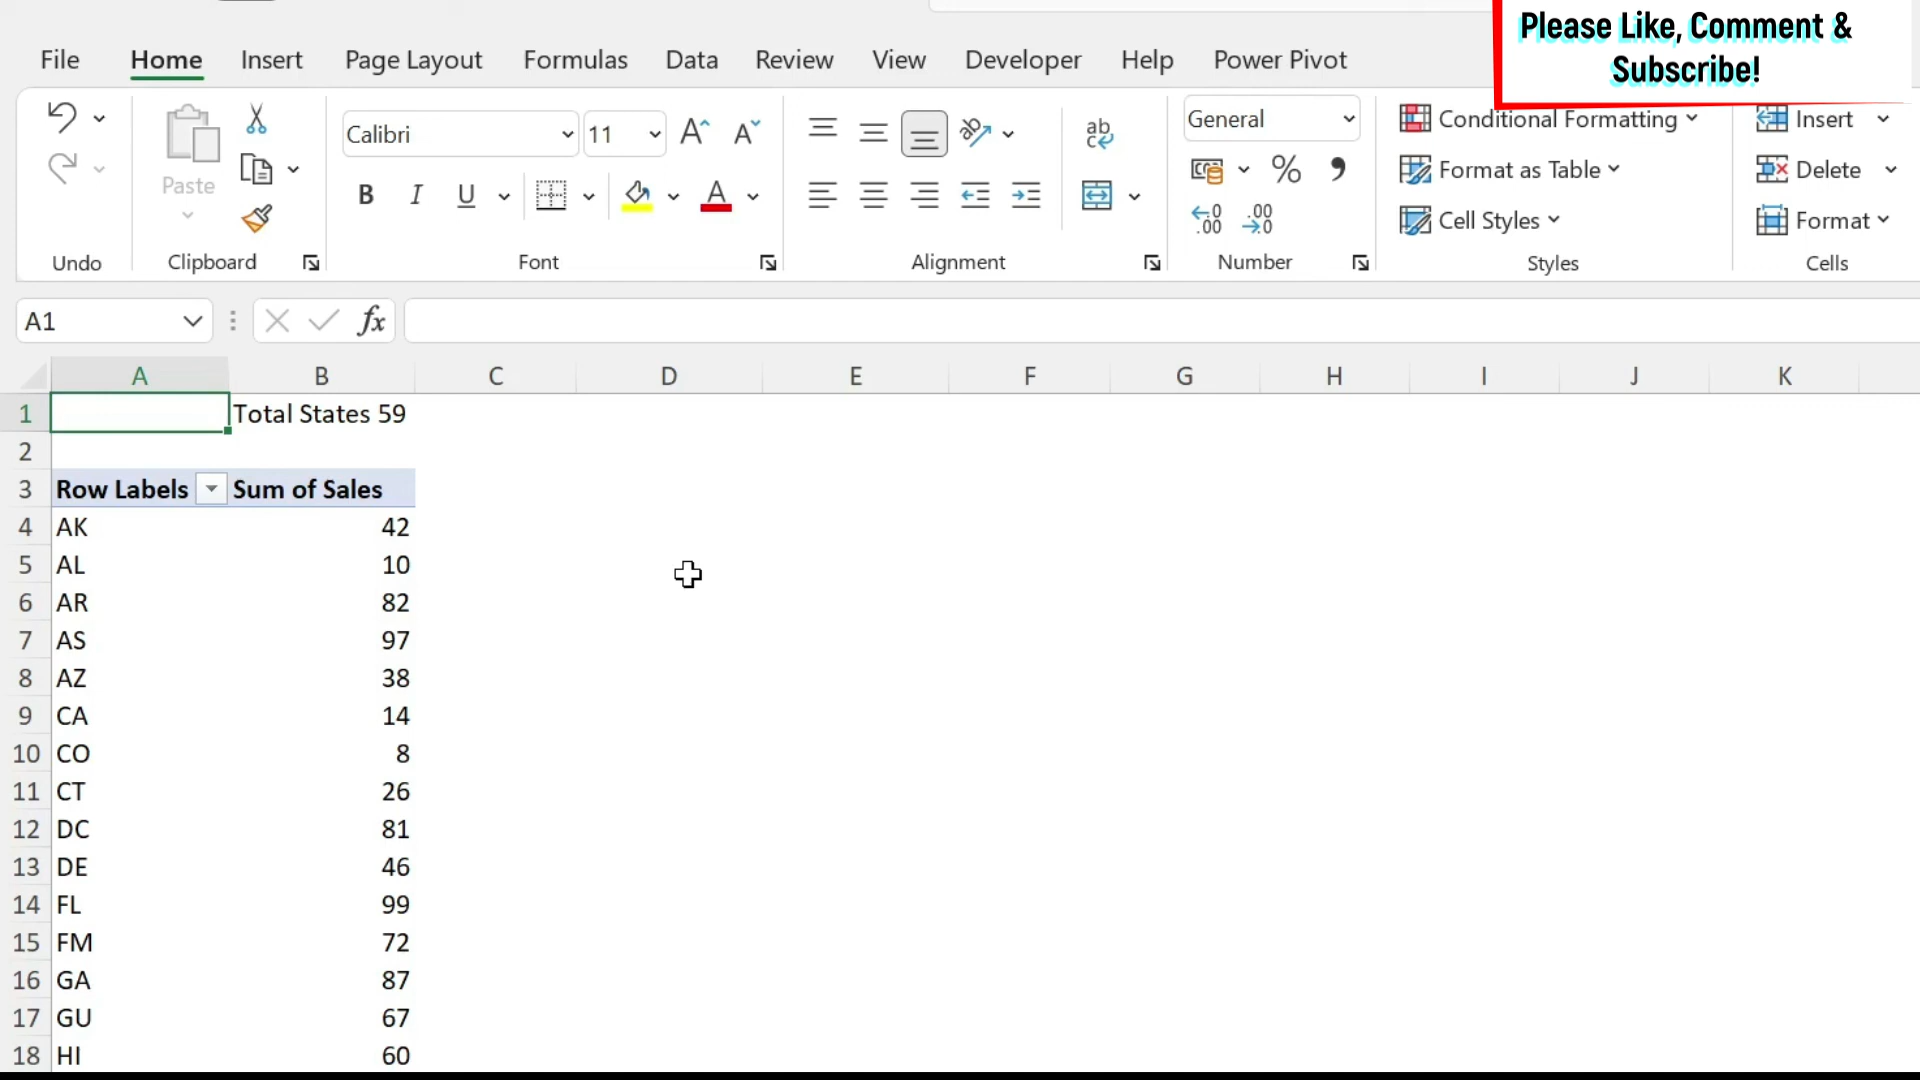 Please Like, Comment &
Subscribe!
File Home Insert Page Layout Formulas Data Review View Developer Help Power Pivot
Paste
Calibri 11
B I U A
ab
General
% ,
Conditional Formatting
Format as Table
Cell Styles
Insert
Delete
Format
Undo Clipboard Font Alignment Number Styles Cells
A1 fx
A B C D E F G H I J K
1 Total States 59
2
3 Row Labels Sum of Sales
4 AK 42
5 AL 10
6 AR 82
7 AS 97
8 AZ 38
9 CA 14
10 CO 8
11 CT 26
12 DC 81
13 DE 46
14 FL 99
15 FM 72
16 GA 87
17 GU 67
18 HI 60